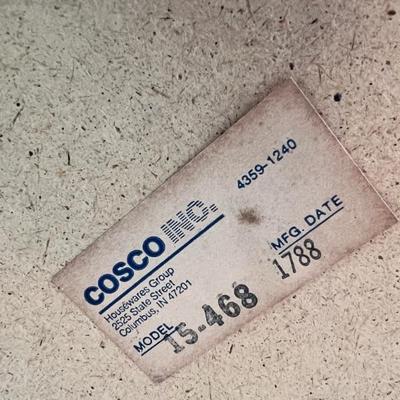 4359-1240
COSCO INC.
Housewares Group
2525 State Street
Columbus, IN 47201
MODEL 15-468
MFG. DATE 1788